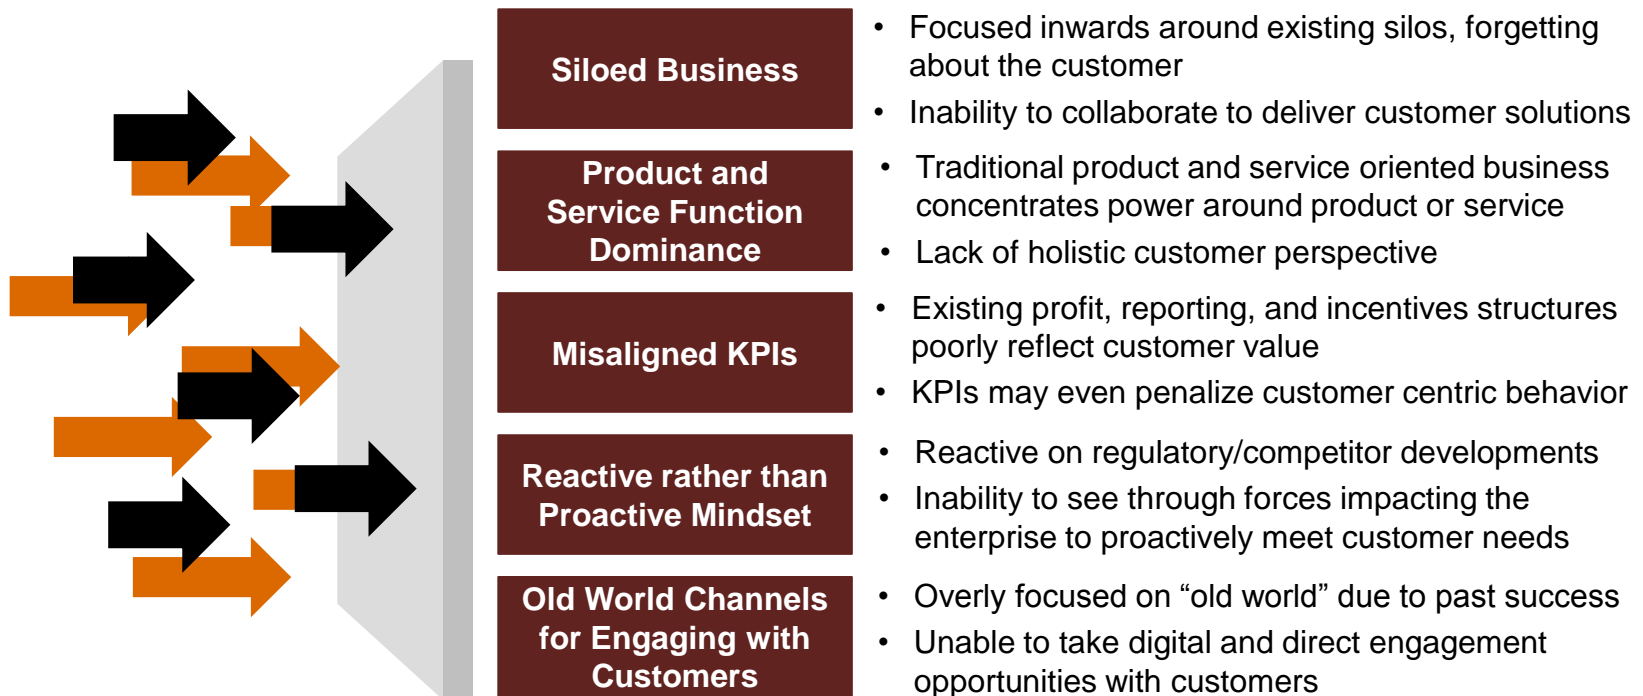 Siloed Business
• Focused inwards around existing silos, forgetting
about the customer
• Inability to collaborate to deliver customer solutions
Product and
Service Function
Dominance
• Traditional product and service oriented business
concentrates power around product or service
• Lack of holistic customer perspective
Misaligned KPIs
• Existing profit, reporting, and incentives structures
poorly reflect customer value
• KPIs may even penalize customer centric behavior
Reactive rather than
Proactive Mindset
• Reactive on regulatory/competitor developments
• Inability to see through forces impacting the
enterprise to proactively meet customer needs
Old World Channels
for Engaging with
Customers
• Overly focused on “old world” due to past success
• Unable to take digital and direct engagement
opportunities with customers